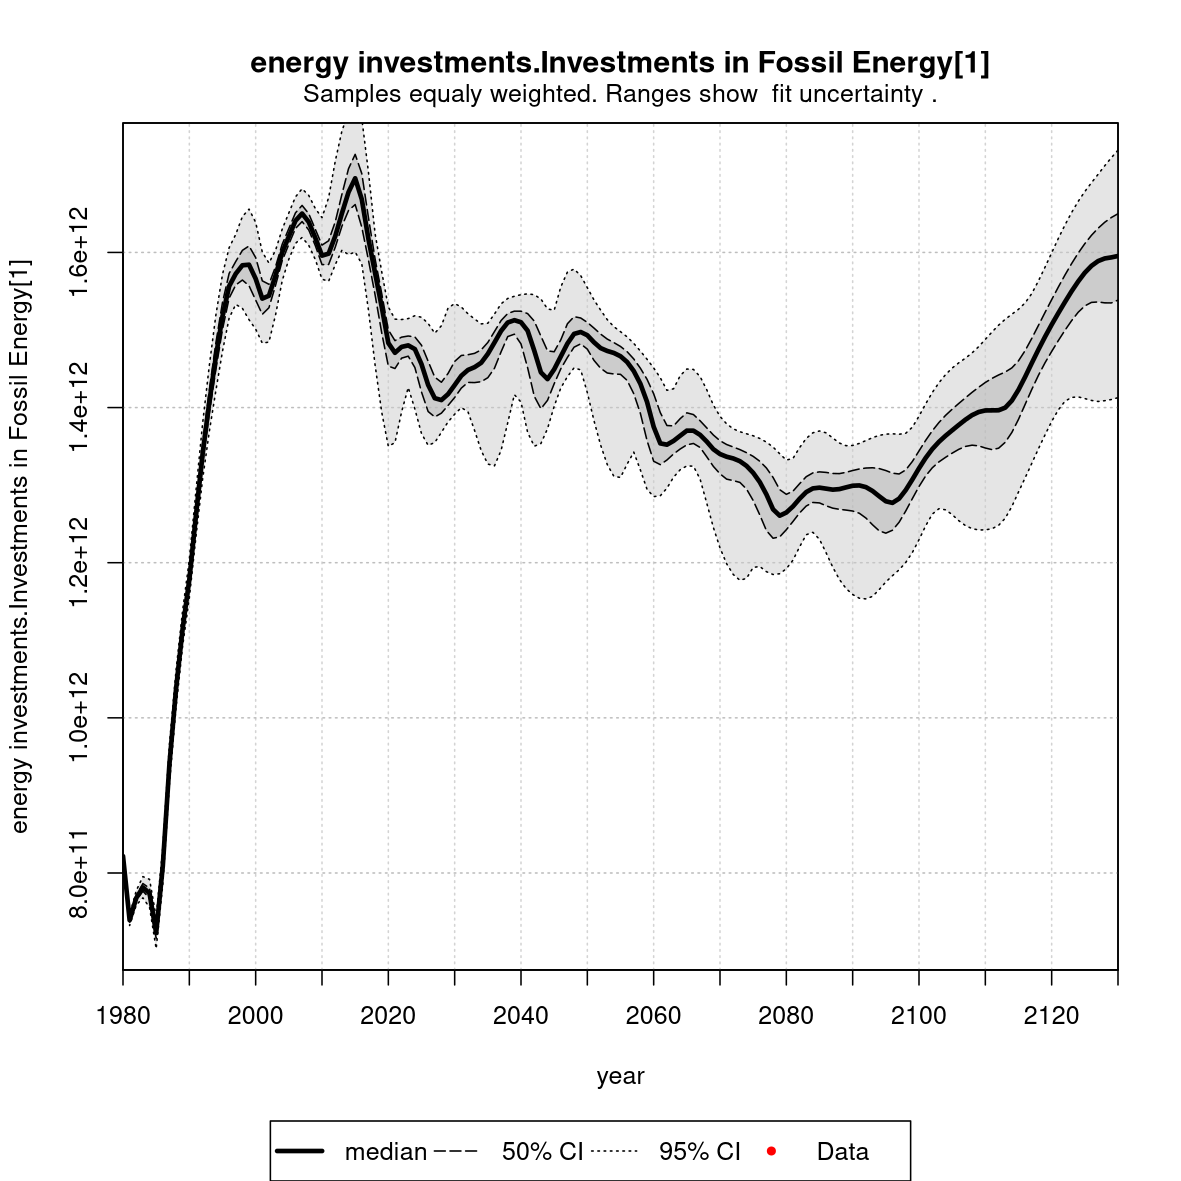 energy investments.Investments in Fossil Energy[1]
Samples equaly weighted. Ranges show  fit uncertainty .
energy investments.Investments in Fossil Energy[1]
1.6e+12
1.4e+12
1.2e+12
1.0e+12
8.0e+11
1980 2000 2020 2040 2060 2080 2100 2120
year
median 50% CI 95% CI Data